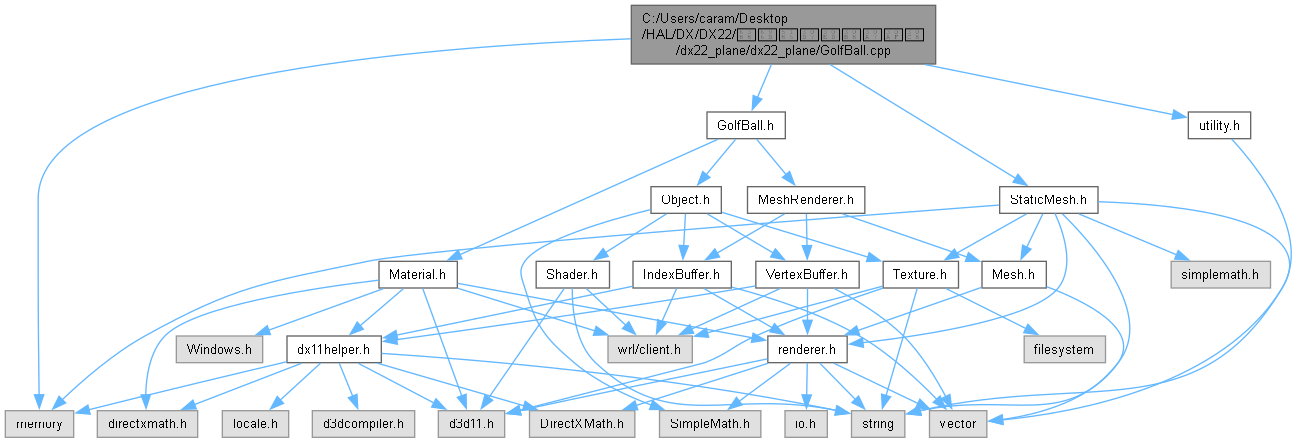 C:/Users/caram/Desktop
/HAL/DX/DX22/
/dx22_plane/dx22_plane/GolfBall.cpp
GolfBall.h
utility.h
Object.h
MeshRenderer.h
StaticMesh.h
Material.h
Shader.h
IndexBuffer.h
VertexBuffer.h
Texture.h
Mesh.h
simplemath.h
Windows.h
dx11helper.h
wrl/client.h
renderer.h
filesystem
memory
directxmath.h
locale.h
d3dcompiler.h
d3d11.h
DirectXMath.h
SimpleMath.h
io.h
string
vector